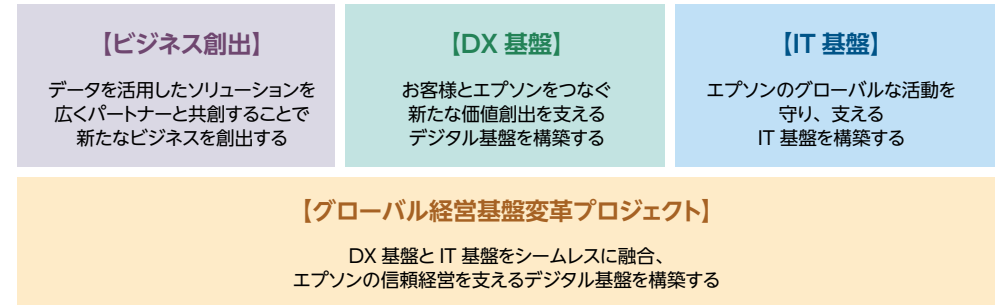 【ビジネス創出】
データを活用したソリューションを
広くパートナーと共創することで
新たなビジネスを創出する
【DX 基盤】
お客様とエプソンをつなぐ
新たな価値創出を支える
デジタル基盤を構築する
【IT 基盤】
エプソンのグローバルな活動を
守り、支える
IT 基盤を構築する
【グローバル経営基盤変革プロジェクト】
DX 基盤と IT 基盤をシームレスに融合、
エプソンの信頼経営を支えるデジタル基盤を構築する